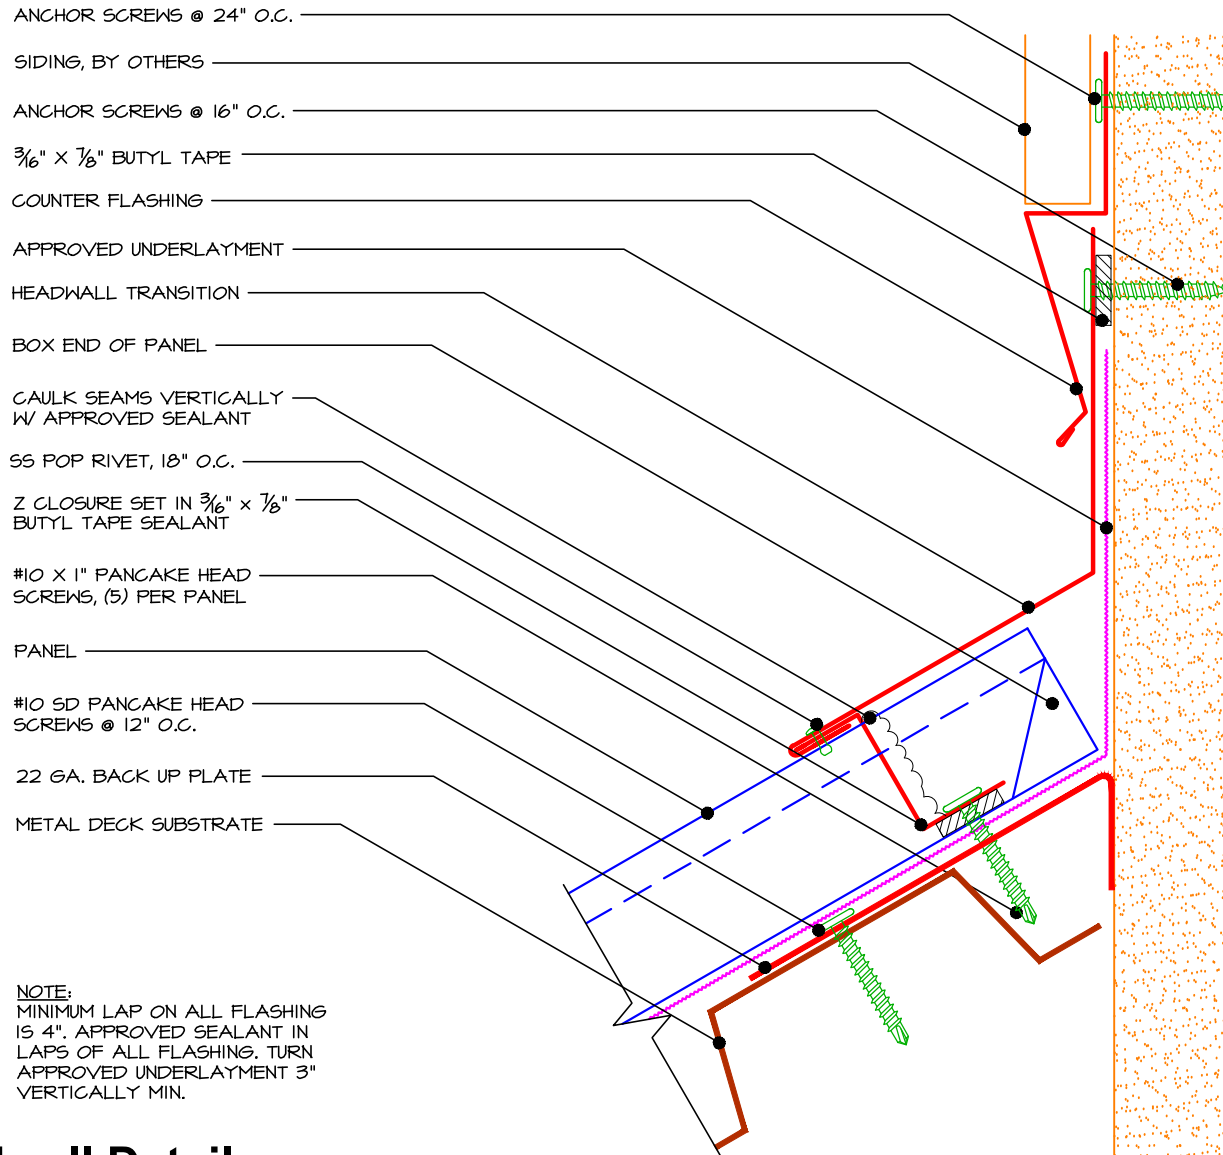 ANCHOR SCREWS @ 24" O.C.
SIDING, BY OTHERS
ANCHOR SCREWS @ 16" O.C.
3/16" X 7/8" BUTYL TAPE
COUNTER FLASHING
APPROVED UNDERLAYMENT
HEADWALL TRANSITION
BOX END OF PANEL
CAULK SEAMS VERTICALLY
W/ APPROVED SEALANT
SS POP RIVET, 18" O.C.
Z CLOSURE SET IN 3/16" x 7/8"
BUTYL TAPE SEALANT
#10 X 1" PANCAKE HEAD
SCREWS, (5) PER PANEL
PANEL
#10 SD PANCAKE HEAD
SCREWS @ 12" O.C.
22 GA. BACK UP PLATE
METAL DECK SUBSTRATE
NOTE:
MINIMUM LAP ON ALL FLASHING
IS 4". APPROVED SEALANT IN
LAPS OF ALL FLASHING. TURN
APPROVED UNDERLAYMENT 3"
VERTICALLY MIN.